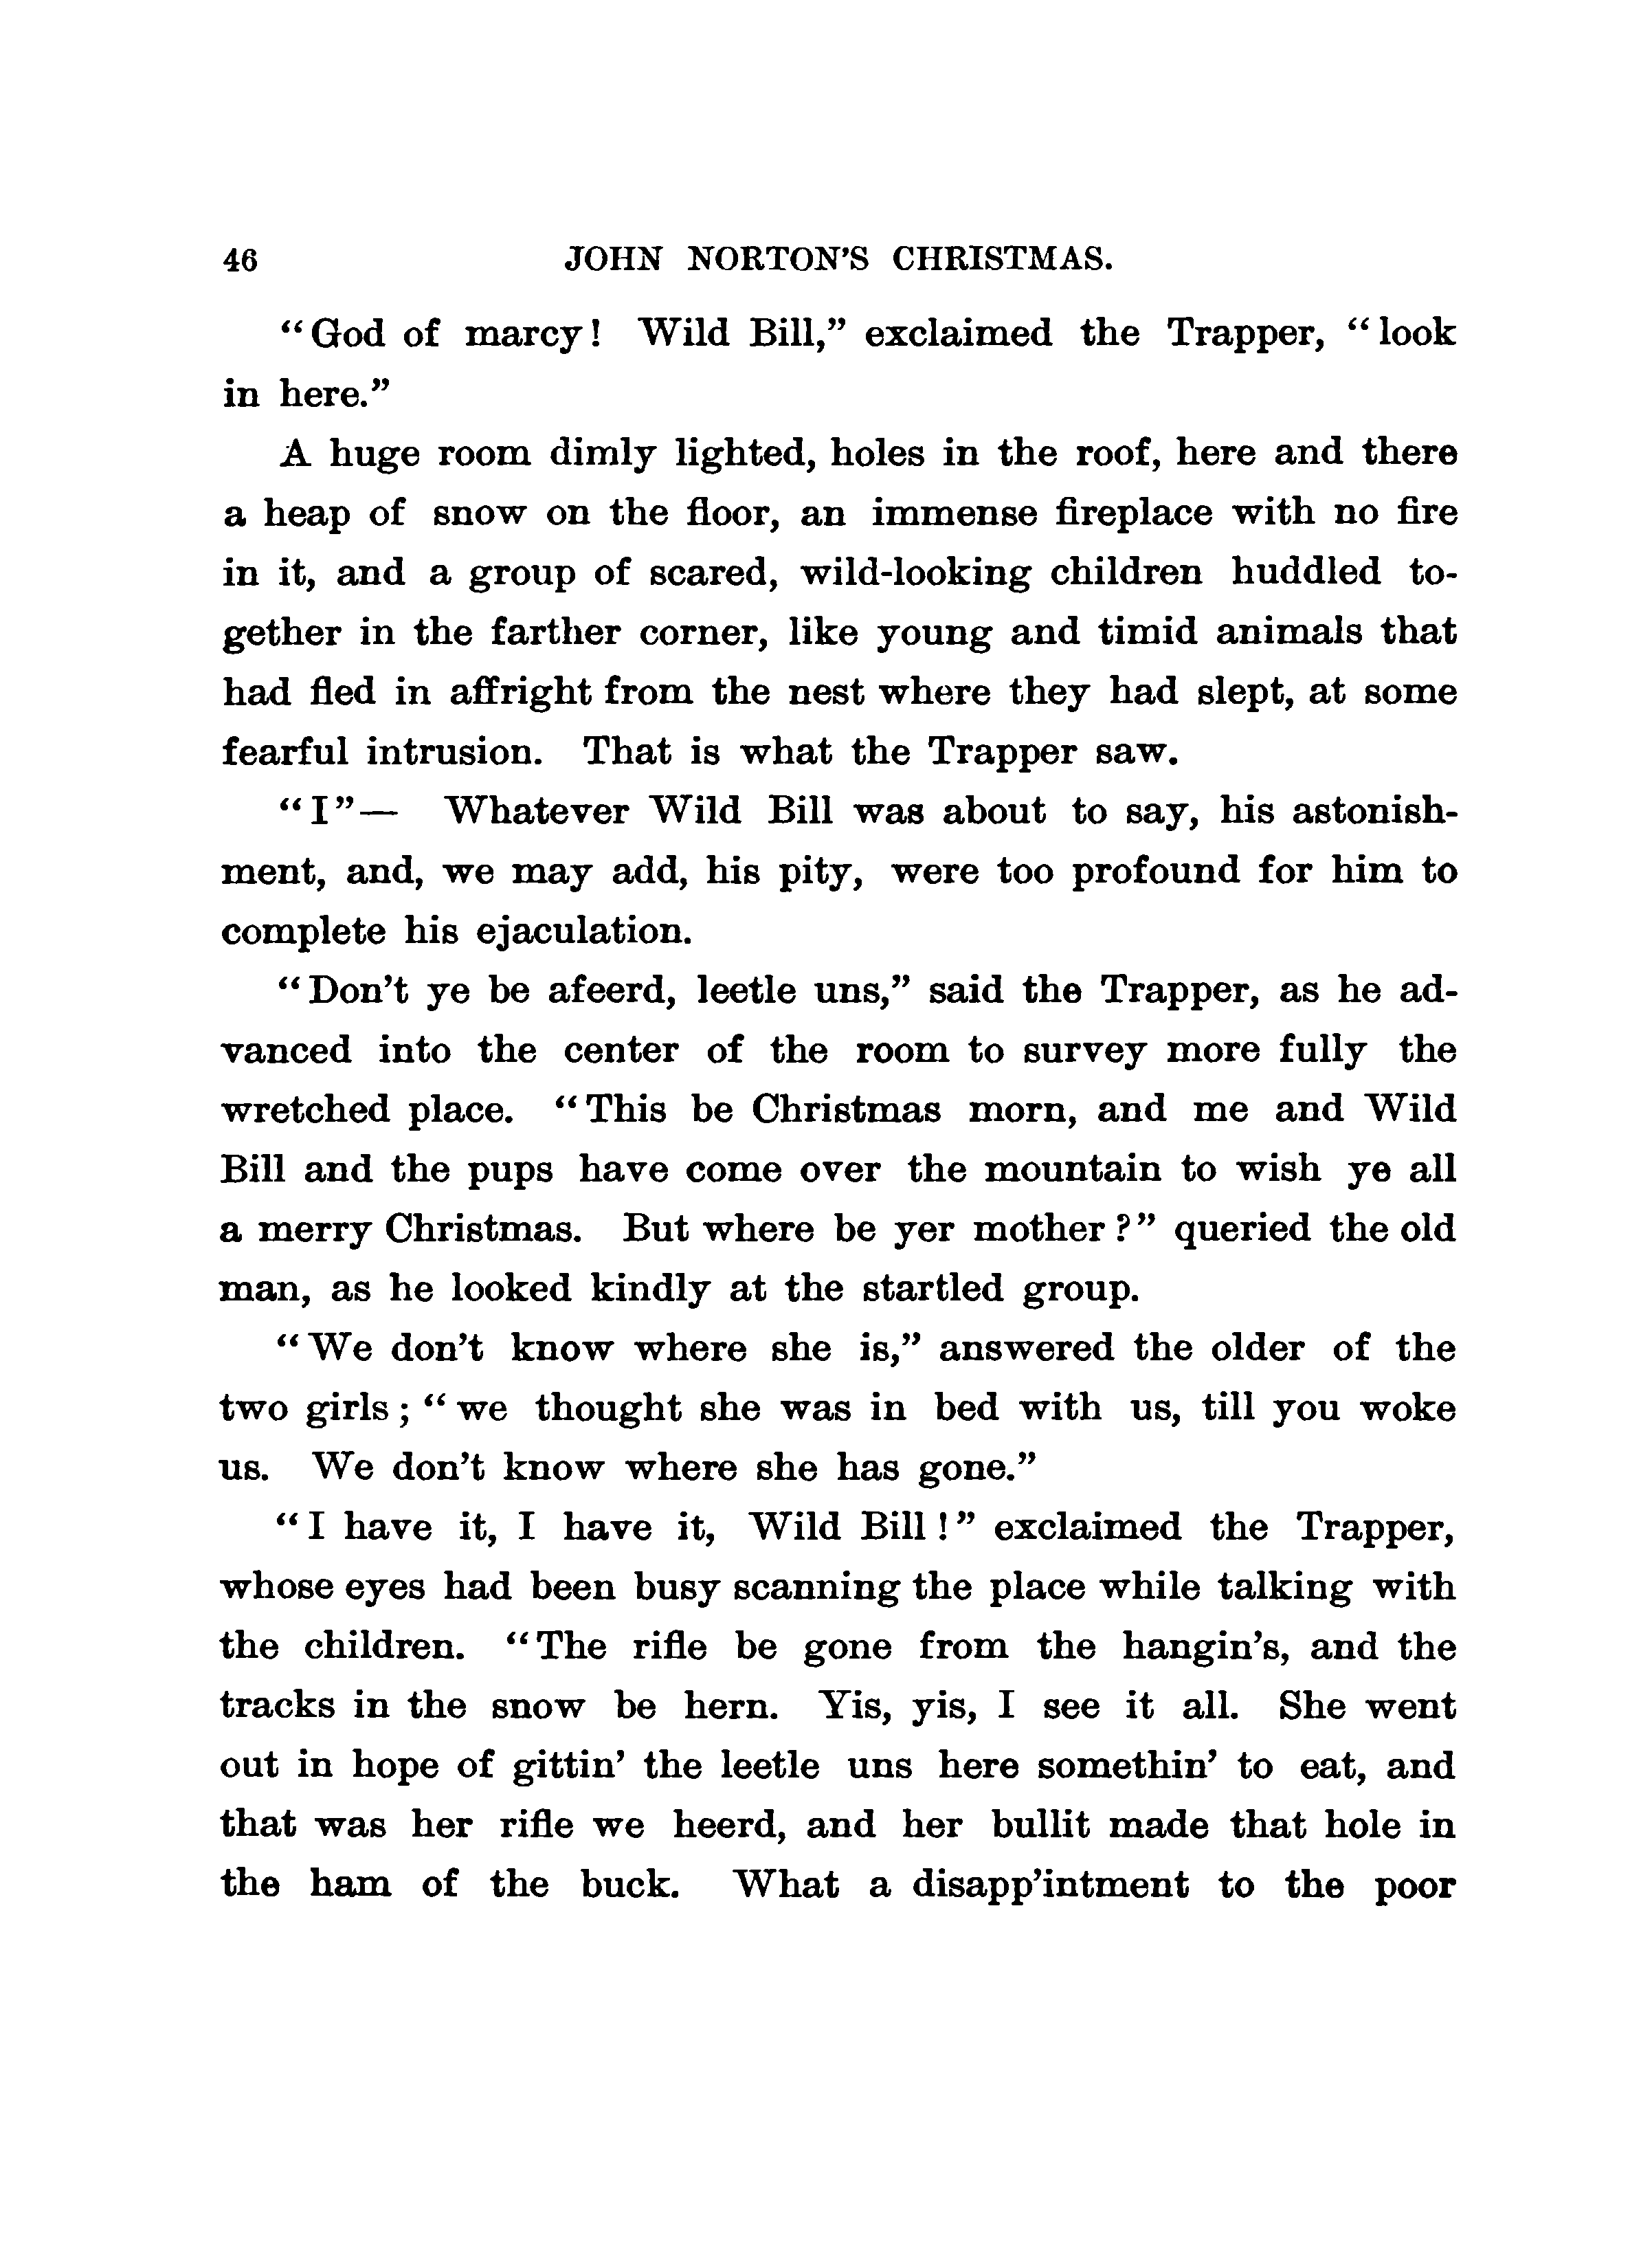 46 JOHN NORTON'S CHRISTMAS.
“God of marcy! Wild Bill,” exclaimed the Trapper, “look
in here.”
A huge room dimly lighted, holes in the roof, here and there
a heap of snow on the floor, an immense fireplace with no fire
in it, and a group of scared, wild-looking children huddled to-
gether in the farther corner, like young and timid animals that
had fled in affright from the nest where they had slept, at some
fearful intrusion. That is what the Trapper saw.
“I”— Whatever Wild Bill was about to say, his astonish-
ment, and, we may add, his pity, were too profound for him to
complete his ejaculation.
“Don’t ye be afeerd, leetle uns,” said the Trapper, as he ad-
vanced into the center of the room to survey more fully the
wretched place. “This be Christmas morn, and me and Wild
Bill and the pups have come over the mountain to wish ye all
a merry Christmas. But where be yer mother?” queried the old
man, as he looked kindly at the startled group.
“We don’t know where she is,” answered the older of the
two girls; “we thought she was in bed with us, till you woke
us. We don’t know where she has gone.”
“I have it, I have it, Wild Bill!” exclaimed the Trapper,
whose eyes had been busy scanning the place while talking with
the children. “The rifle be gone from the hangin’s, and the
tracks in the snow be hern. Yis, yis, I see it all. She went
out in hope of gittin’ the leetle uns here somethin’ to eat, and
that was her rifle we heerd, and her bullit made that hole in
the ham of the buck. What a disapp’intment to the poor